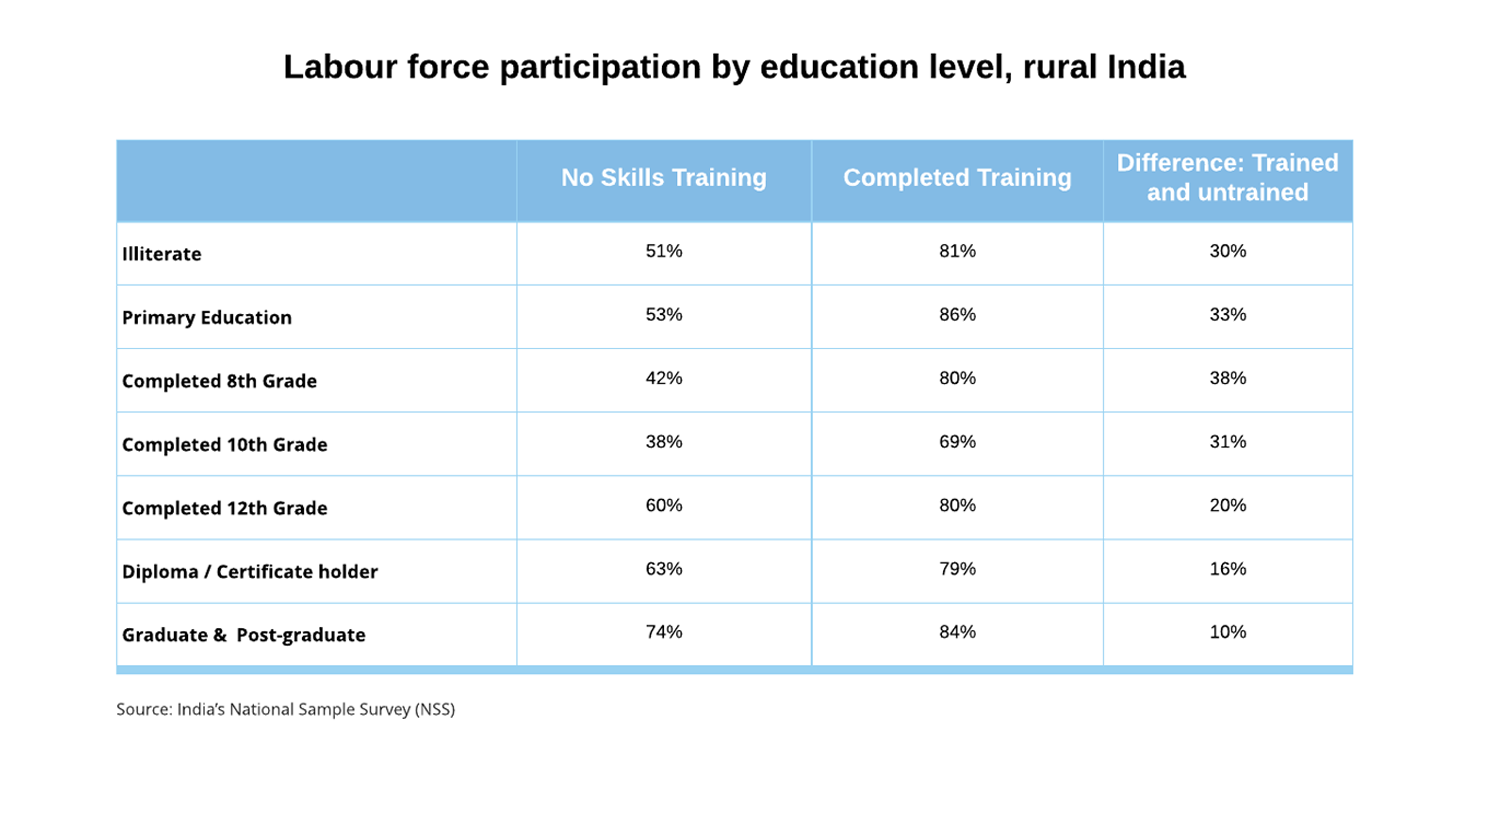 Labour force participation by education level, rural India
No Skills Training Completed Training Difference: Trained
and untrained
Illiterate 51% 81% 30%
Primary Education 53% 86% 33%
Completed 8th Grade 42% 80% 38%
Completed 10th Grade 38% 69% 31%
Completed 12th Grade 60% 80% 20%
Diploma / Certificate holder 63% 79% 16%
Graduate & Post-graduate 74% 84% 10%
Source: India’s National Sample Survey (NSS)